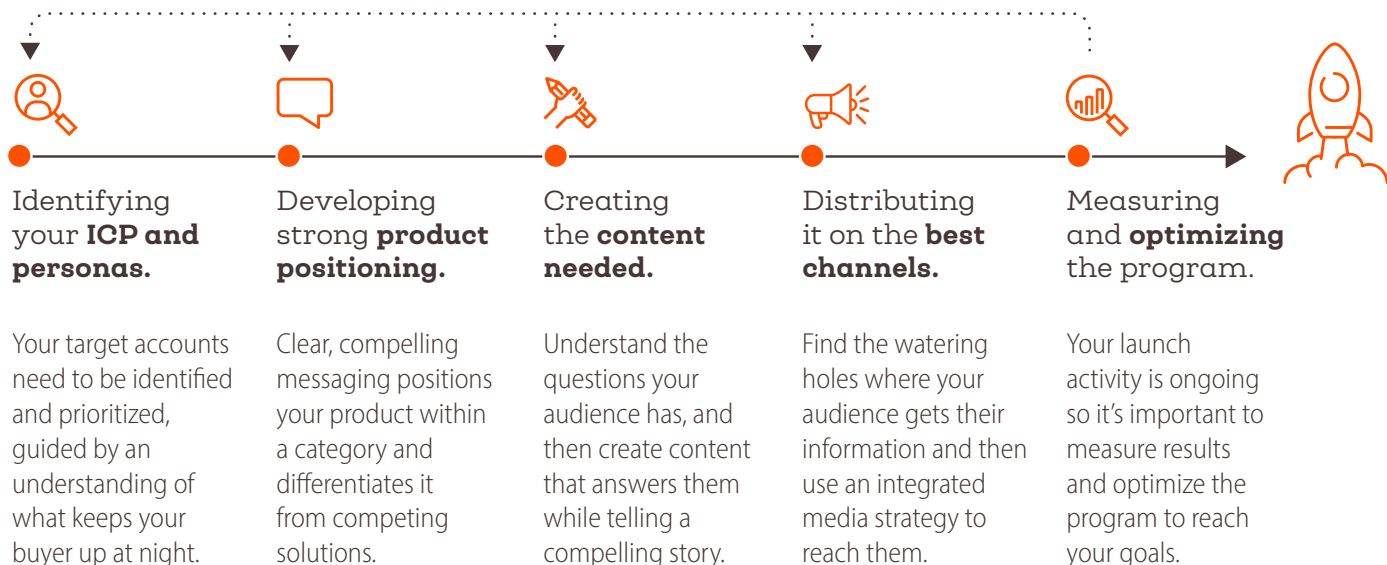 Identifying
your ICP and
personas.
Your target accounts
need to be identified
and prioritized,
guided by an
understanding of
what keeps your
buyer up at night.
Developing
strong product
positioning.
Clear, compelling
messaging positions
your product within
a category and
differentiates it
from competing
solutions.
Creating
the content
needed.
Understand the
questions your
audience has, and
then create content
that answers them
while telling a
compelling story.
Distributing
it on the best
channels.
Find the watering
holes where your
audience gets their
information and then
use an integrated
media strategy to
reach them.
Measuring
and optimizing
the program.
Your launch
activity is ongoing
so it’s important to
measure results
and optimize the
program to reach
your goals.